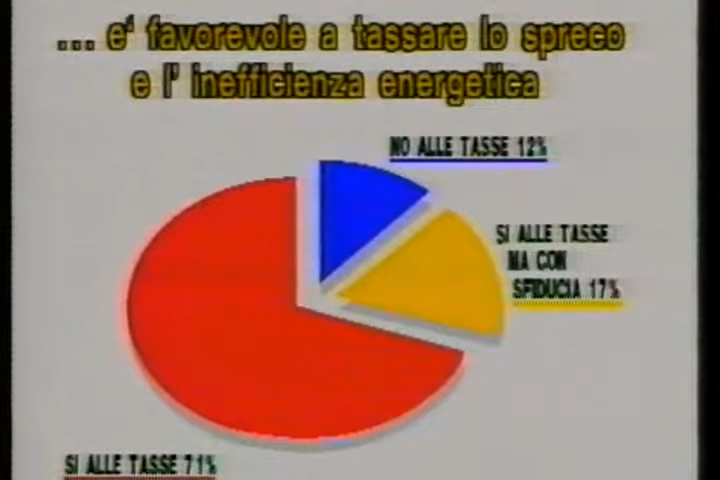 ... e' favorevole a tassare lo spreco
e l' inefficienza energetica
NO ALLE TASSE 12%
SI ALLE TASSE
MA CON
SFIDUCIA 17%
SI ALLE TASSE 71%